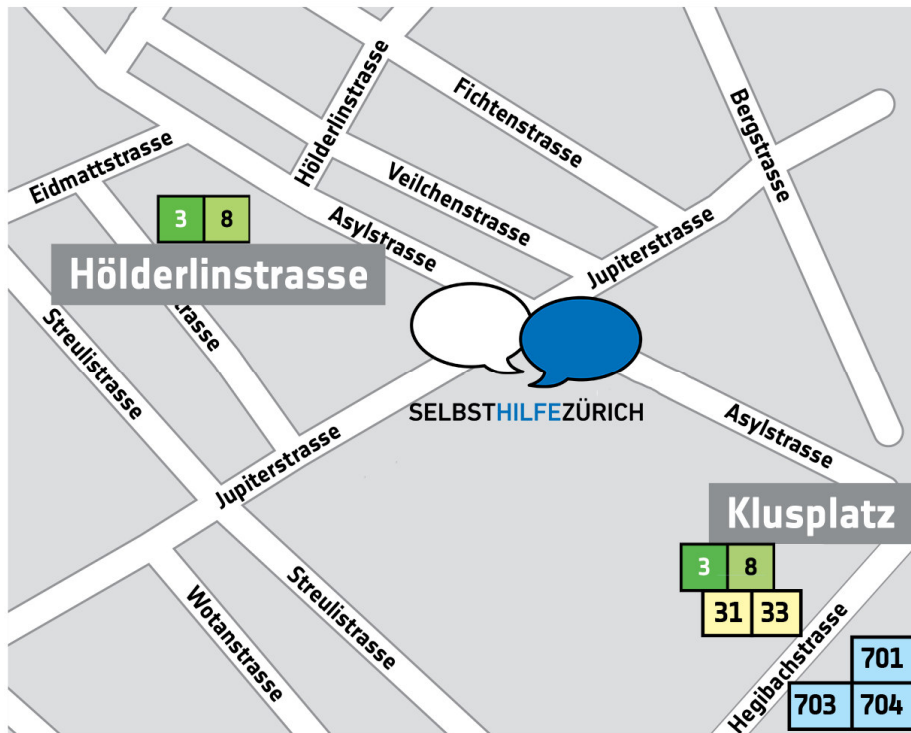 Hölderlinstrasse
Fichtenstrasse
Bergstrasse
Eidmattstrasse
Veilchenstrasse
3 8
Asylstrasse
Jupiterstrasse
Hölderlinstrasse
trasse
Streulistrasse
SELBSTHILFEZÜRICH
Asylstrasse
Jupiterstrasse
Klusplatz
3 8
31 33
Streulistrasse
Wotanstrasse
Hegibachstrasse
701
703 704